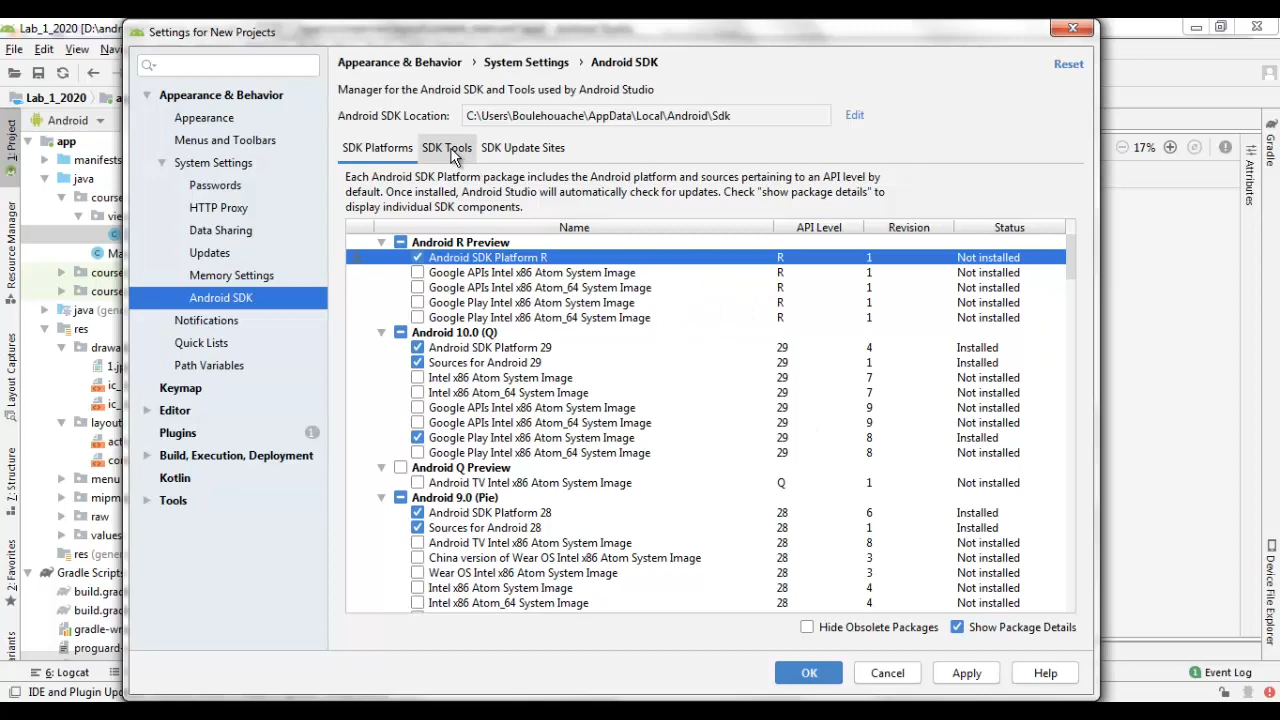 Lab_1_2020 [D:\andr
Settings for New Projects
File Edit View N
Lab_1_2020
Android
1: Project
Resource Manager
Layout Captures
7: Structure
2: Favorites
app
manifests
java
course
vie
Ma
course
course
java (gene
res
drawa
1.jp
ic_
ic_
layou
act
con
menu
mipm
raw
values
res (generat
Gradle Scripts
build.grad
build.grad
gradle-wr
proguard-
6: Logcat
IDE and Plugin Upd
Appearance & Behavior
Appearance
Menus and Toolbars
System Settings
Passwords
HTTP Proxy
Data Sharing
Updates
Memory Settings
Android SDK
Notifications
Quick Lists
Path Variables
Keymap
Editor
Plugins 1
Build, Execution, Deployment
Kotlin
Tools
Appearance & Behavior › System Settings › Android SDK
Reset
Manager for the Android SDK and Tools used by Android Studio
Android SDK Location: C:\Users\Boulehouache\AppData\Local\Android\Sdk Edit
SDK Platforms SDK Tools SDK Update Sites
Each Android SDK Platform package includes the Android platform and sources pertaining to an API level by
default. Once installed, Android Studio will automatically check for updates. Check "show package details" to
display individual SDK components.
Name API Level Revision Status
Android R Preview
Android SDK Platform R R 1 Not installed
Google APIs Intel x86 Atom System Image R 1 Not installed
Google APIs Intel x86 Atom_64 System Image R 1 Not installed
Google Play Intel x86 Atom System Image R 1 Not installed
Google Play Intel x86 Atom_64 System Image R 1 Not installed
Android 10.0 (Q)
Android SDK Platform 29 29 4 Installed
Sources for Android 29 29 1 Installed
Intel x86 Atom System Image 29 7 Not installed
Intel x86 Atom_64 System Image 29 7 Not installed
Google APIs Intel x86 Atom System Image 29 9 Not installed
Google APIs Intel x86 Atom_64 System Image 29 9 Not installed
Google Play Intel x86 Atom System Image 29 8 Installed
Google Play Intel x86 Atom_64 System Image 29 8 Not installed
Android Q Preview
Android TV Intel x86 Atom System Image Q 1 Not installed
Android 9.0 (Pie)
Android SDK Platform 28 28 6 Installed
Sources for Android 28 28 1 Installed
Android TV Intel x86 Atom System Image 28 8 Not installed
China version of Wear OS Intel x86 Atom System Image 28 3 Not installed
Wear OS Intel x86 Atom System Image 28 3 Not installed
Intel x86 Atom System Image 28 4 Not installed
Intel x86 Atom_64 System Image 28 4 Not installed
Hide Obsolete Packages Show Package Details
OK Cancel Apply Help
17%
Attributes
Gradle
Device File Explorer
1 Event Log